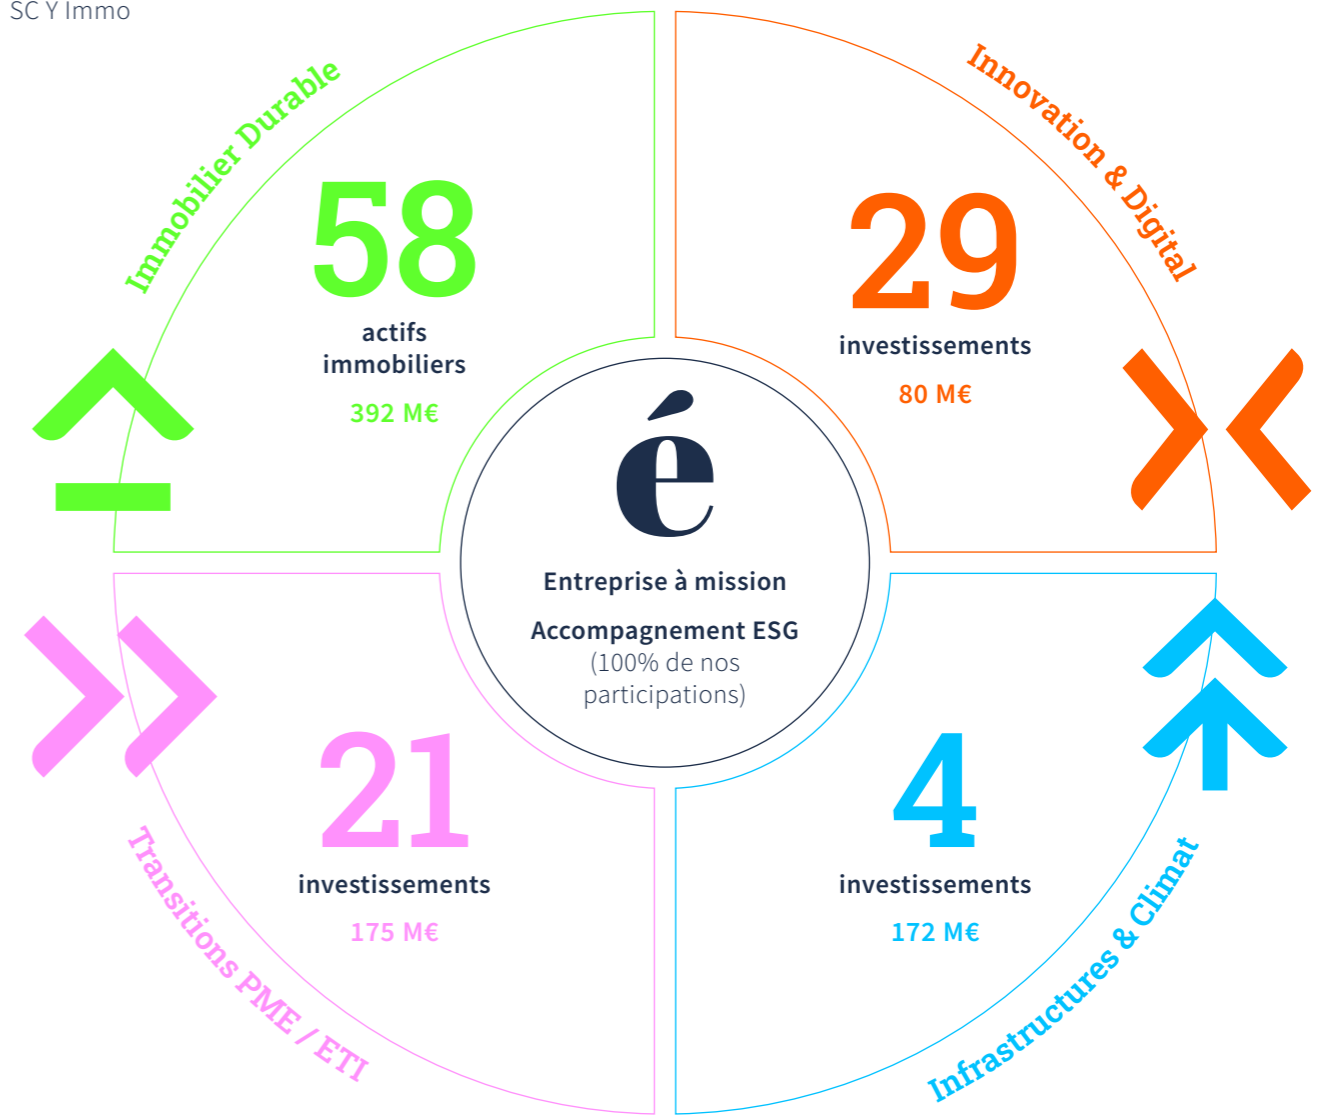 SC Y Immo
Immobilier Durable
58
actifs
immobiliers
392 M€
Innovation & Digital
29
investissements
80 M€
é
Entreprise à mission
Accompagnement ESG
(100% de nos
participations)
21
investissements
175 M€
Transitions PME / ETI
4
investissements
172 M€
Infrastructures & Climat